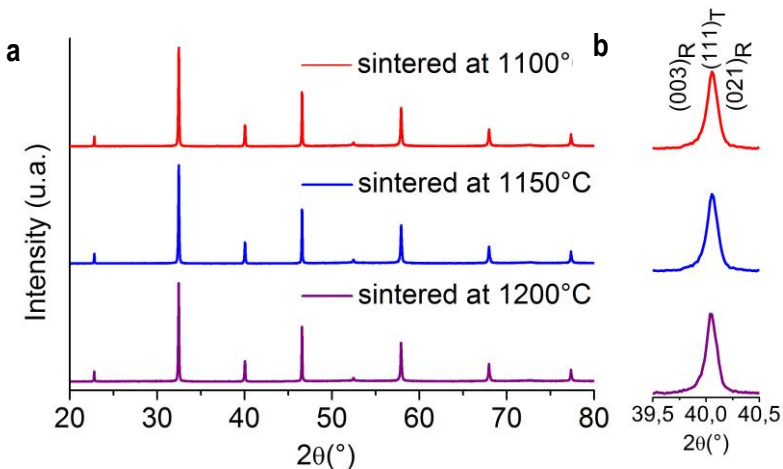 a
sintered at 1100°
sintered at 1150°C
sintered at 1200°C
Intensity (u.a.)
20 30 40 50 60 70 80
2θ(°)
b
(003)R
(111)T
(021)R
39,5 40,0 40,5
2θ(°)